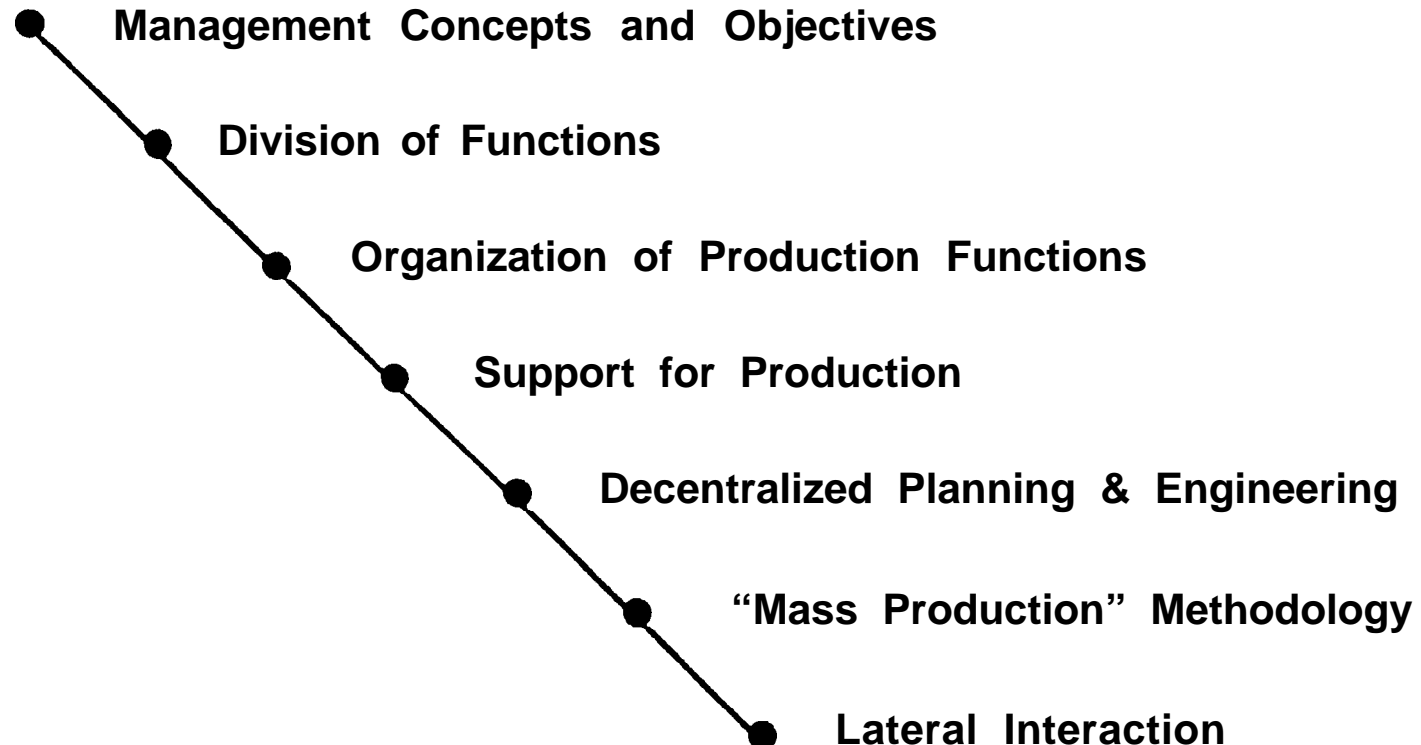 Management Concepts and Objectives
Division of Functions
Organization of Production Functions
Support for Production
Decentralized Planning & Engineering
“Mass Production” Methodology
Lateral Interaction